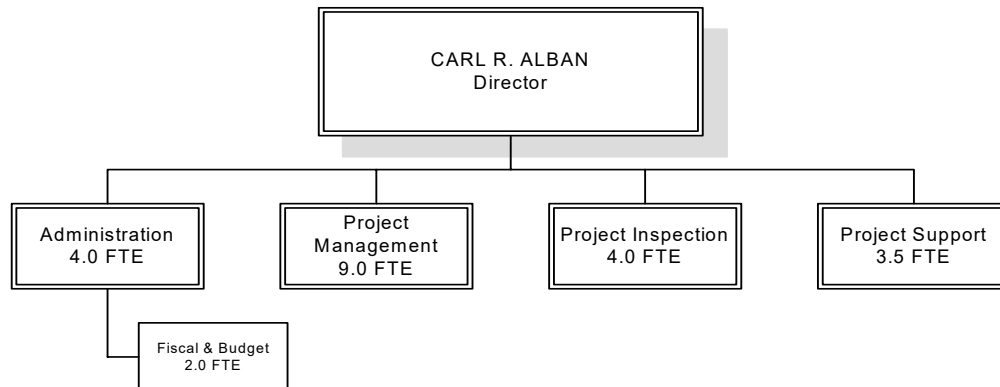 CARL R. ALBAN
Director
Administration
4.0 FTE
Project
Management
9.0 FTE
Project Inspection
4.0 FTE
Project Support
3.5 FTE
Fiscal & Budget
2.0 FTE